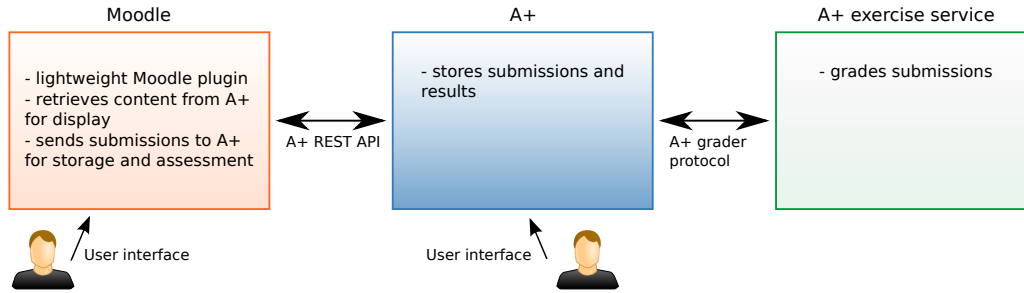 Moodle
A+
A+ exercise service
- lightweight Moodle plugin
- retrieves content from A+
for display
- sends submissions to A+
for storage and assessment
A+ REST API
- stores submissions and
results
A+ grader
protocol
- grades submissions
User interface
User interface